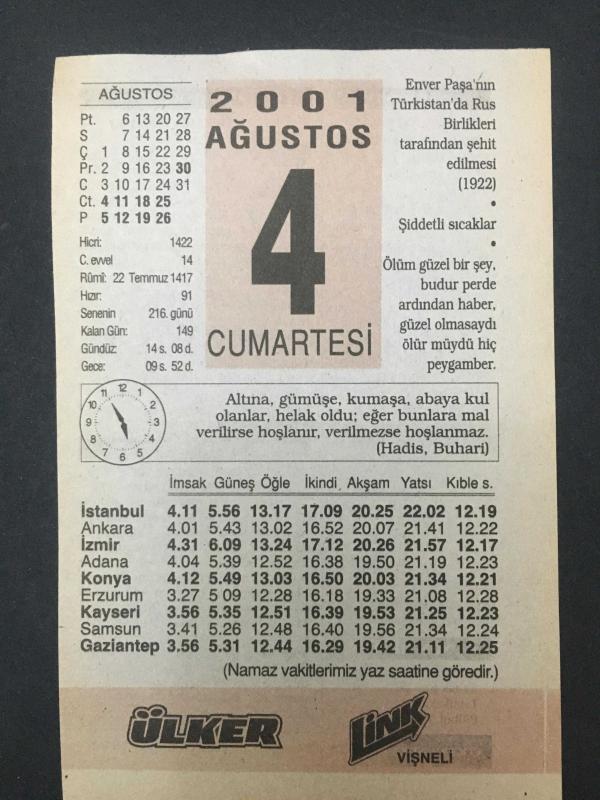 AĞUSTOS
Pt. 6 13 20 27
S 7 14 21 28
Ç 1 8 15 22 29
Pr. 2 9 16 23 30
C 3 10 17 24 31
Ct. 4 11 18 25
P 5 12 19 26
Hicri: 1422
C. evvel 14
Rûmî: 22 Temmuz 1417
Hızır: 91
Senenin 216. günü
Kalan Gün: 149
Gündüz: 14 s. 08 d.
Gece: 09 s. 52 d.
2001
AĞUSTOS
4
CUMARTESİ
Enver Paşa'nın
Türkistan'da Rus
Birlikleri
tarafından şehit
edilmesi
(1922)
•
Şiddetli sıcaklar
•
Ölüm güzel bir şey,
budur perde
ardından haber,
güzel olmasaydı
ölür müydü hiç
peygamber.
12 1 2 3 4 5 6 7 8 9 10 11
Altına, gümüşe, kumaşa, abaya kul
olanlar, helak oldu; eğer bunlara mal
verilirse hoşlanır, verilmezse hoşlanmaz.
(Hadis, Buhari)
İmsak Güneş Öğle İkindi Akşam Yatsı Kıble s.
İstanbul 4.11 5.56 13.17 17.09 20.25 22.02 12.19
Ankara 4.01 5.43 13.02 16.52 20.07 21.41 12.22
İzmir 4.31 6.09 13.24 17.12 20.26 21.57 12.17
Adana 4.04 5.39 12.52 16.38 19.50 21.19 12.23
Konya 4.12 5.49 13.03 16.50 20.03 21.34 12.21
Erzurum 3.27 5 09 12.28 16.18 19.33 21.08 12.28
Kayseri 3.56 5.35 12.51 16.39 19.53 21.25 12.23
Samsun 3.41 5.26 12.48 16.40 19.56 21.34 12.24
Gaziantep 3.56 5.31 12.44 16.29 19.42 21.11 12.25
(Namaz vakitlerimiz yaz saatine göredir.)
ÜLKER
LİNK
VİŞNELİ